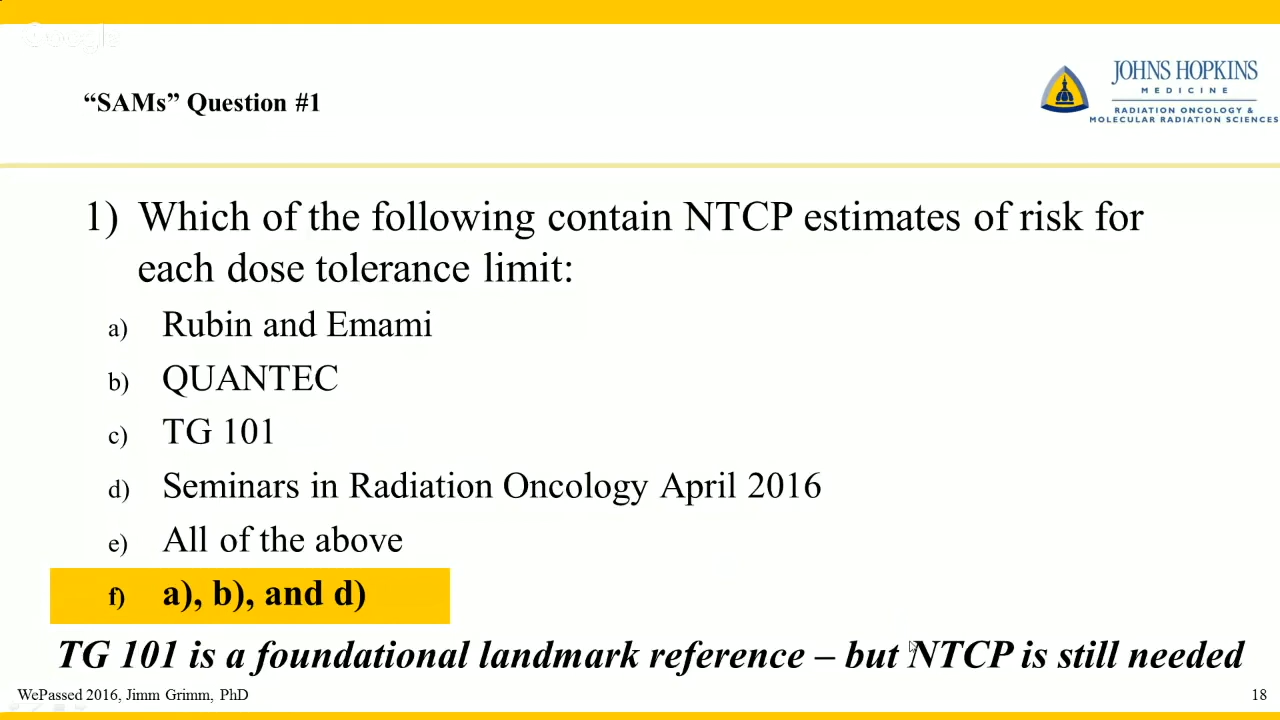 Google
“SAMs” Question #1
JOHNS HOPKINS
MEDICINE
RADIATION ONCOLOGY &
MOLECULAR RADIATION SCIENCES
1) Which of the following contain NTCP estimates of risk for
each dose tolerance limit:
a) Rubin and Emami
b) QUANTEC
c) TG 101
d) Seminars in Radiation Oncology April 2016
e) All of the above
f) a), b), and d)
TG 101 is a foundational landmark reference – but NTCP is still needed
WePassed 2016, Jimm Grimm, PhD
18